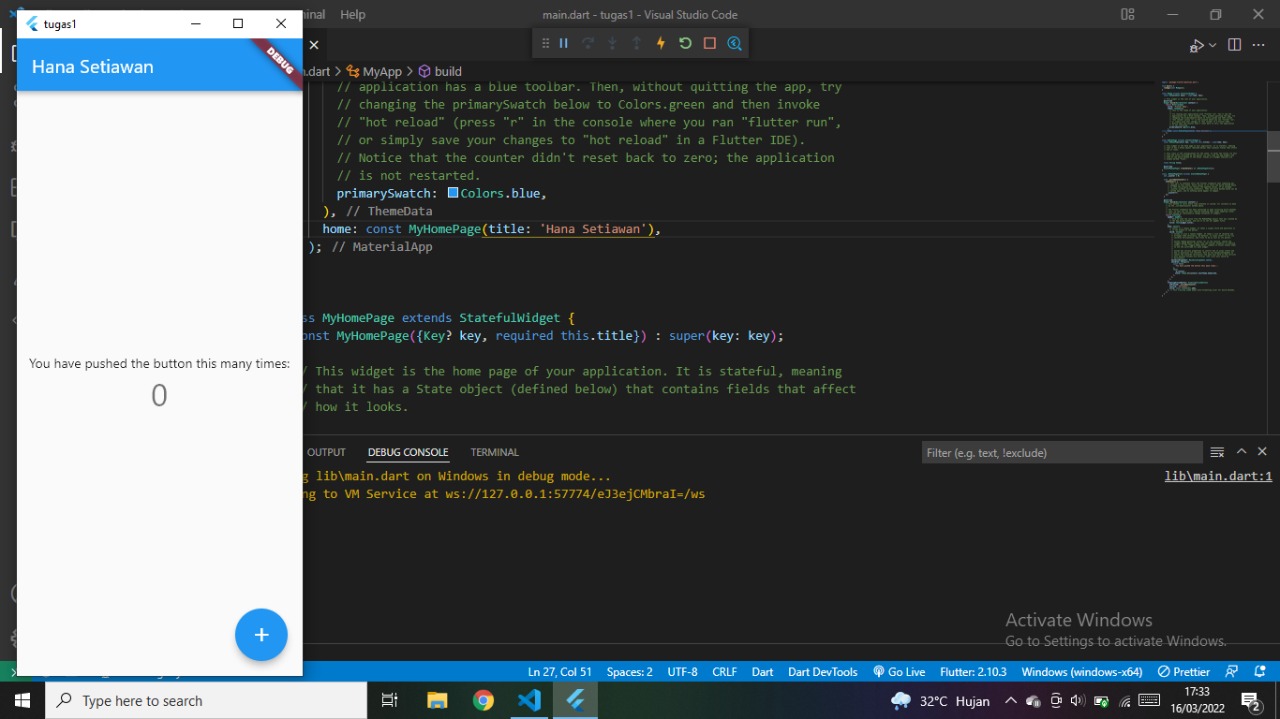 tugas1
Hana Setiawan
DEBUG
You have pushed the button this many times:
0
+
Help
main.dart - tugas1 - Visual Studio Code
MyApp > build
// application has a blue toolbar. Then, without quitting the app, try
// changing the primarySwatch below to Colors.green and then invoke
// "hot reload" (press "r" in the console where you ran "flutter run",
// or simply save your changes to "hot reload" in a Flutter IDE).
// Notice that the counter didn't reset back to zero; the application
// is not restarted.
primarySwatch: Colors.blue,
), // ThemeData
home: const MyHomePage(title: 'Hana Setiawan'),
); // MaterialApp
MyHomePage extends StatefulWidget {
MyHomePage({Key? key, required this.title}) : super(key: key);
/ This widget is the home page of your application. It is stateful, meaning
/ that it has a State object (defined below) that contains fields that affect
/ how it looks.
OUTPUT DEBUG CONSOLE TERMINAL
Filter (e.g. text, !exclude)
lib\main.dart on Windows in debug mode...
lib\main.dart:1
to VM Service at ws://127.0.0.1:57774/eJ3ejCMbraI=/ws
Activate Windows
Go to Settings to activate Windows.
Ln 27, Col 51 Spaces: 2 UTF-8 CRLF Dart Dart DevTools Go Live Flutter: 2.10.3 Windows (windows-x64) Prettier
Type here to search
32°C Hujan
17:33
16/03/2022
2